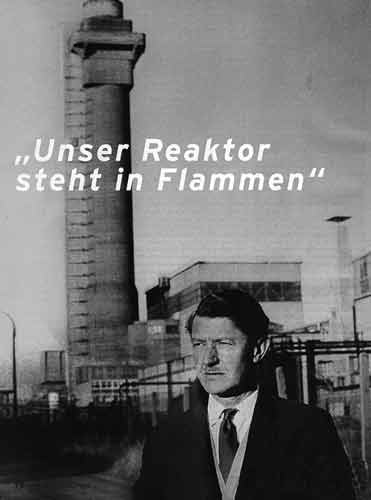 „Unser Reaktor
steht in Flammen“